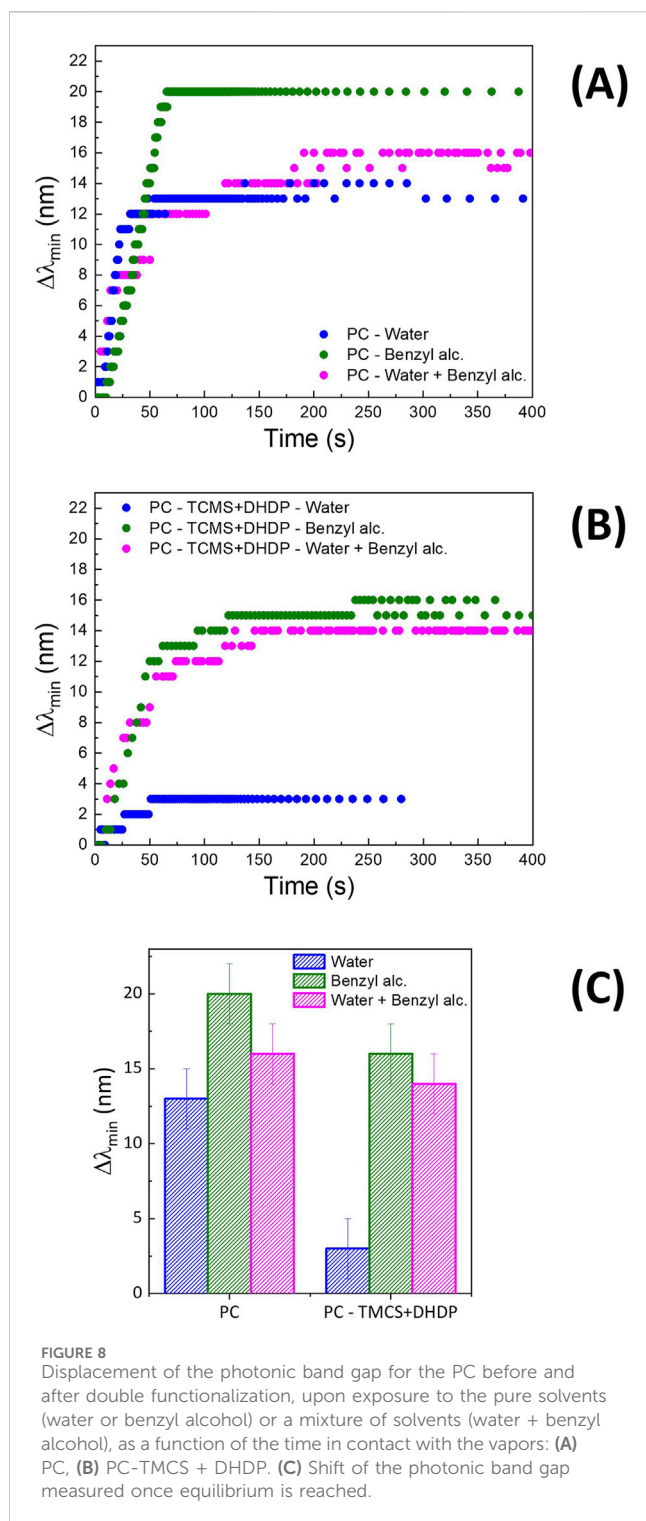 (A)
22
20
18
16
14
12
10
8
6
4
2
0
Δλmin (nm)
PC - Water
PC - Benzyl alc.
PC - Water + Benzyl alc.
0 50 100 150 200 250 300 350 400
Time (s)
(B)
22
20
18
16
14
12
10
8
6
4
2
0
Δλmin (nm)
PC - TCMS+DHDP - Water
PC - TCMS+DHDP - Benzyl alc.
PC - TCMS+DHDP - Water + Benzyl alc.
0 50 100 150 200 250 300 350 400
Time (s)
(C)
20
15
10
5
0
Δλmin (nm)
Water
Benzyl alc.
Water + Benzyl alc.
PC PC - TMCS+DHDP
FIGURE 8
Displacement of the photonic band gap for the PC before and
after double functionalization, upon exposure to the pure solvents
(water or benzyl alcohol) or a mixture of solvents (water + benzyl
alcohol), as a function of the time in contact with the vapors: (A)
PC, (B) PC-TMCS + DHDP. (C) Shift of the photonic band gap
measured once equilibrium is reached.